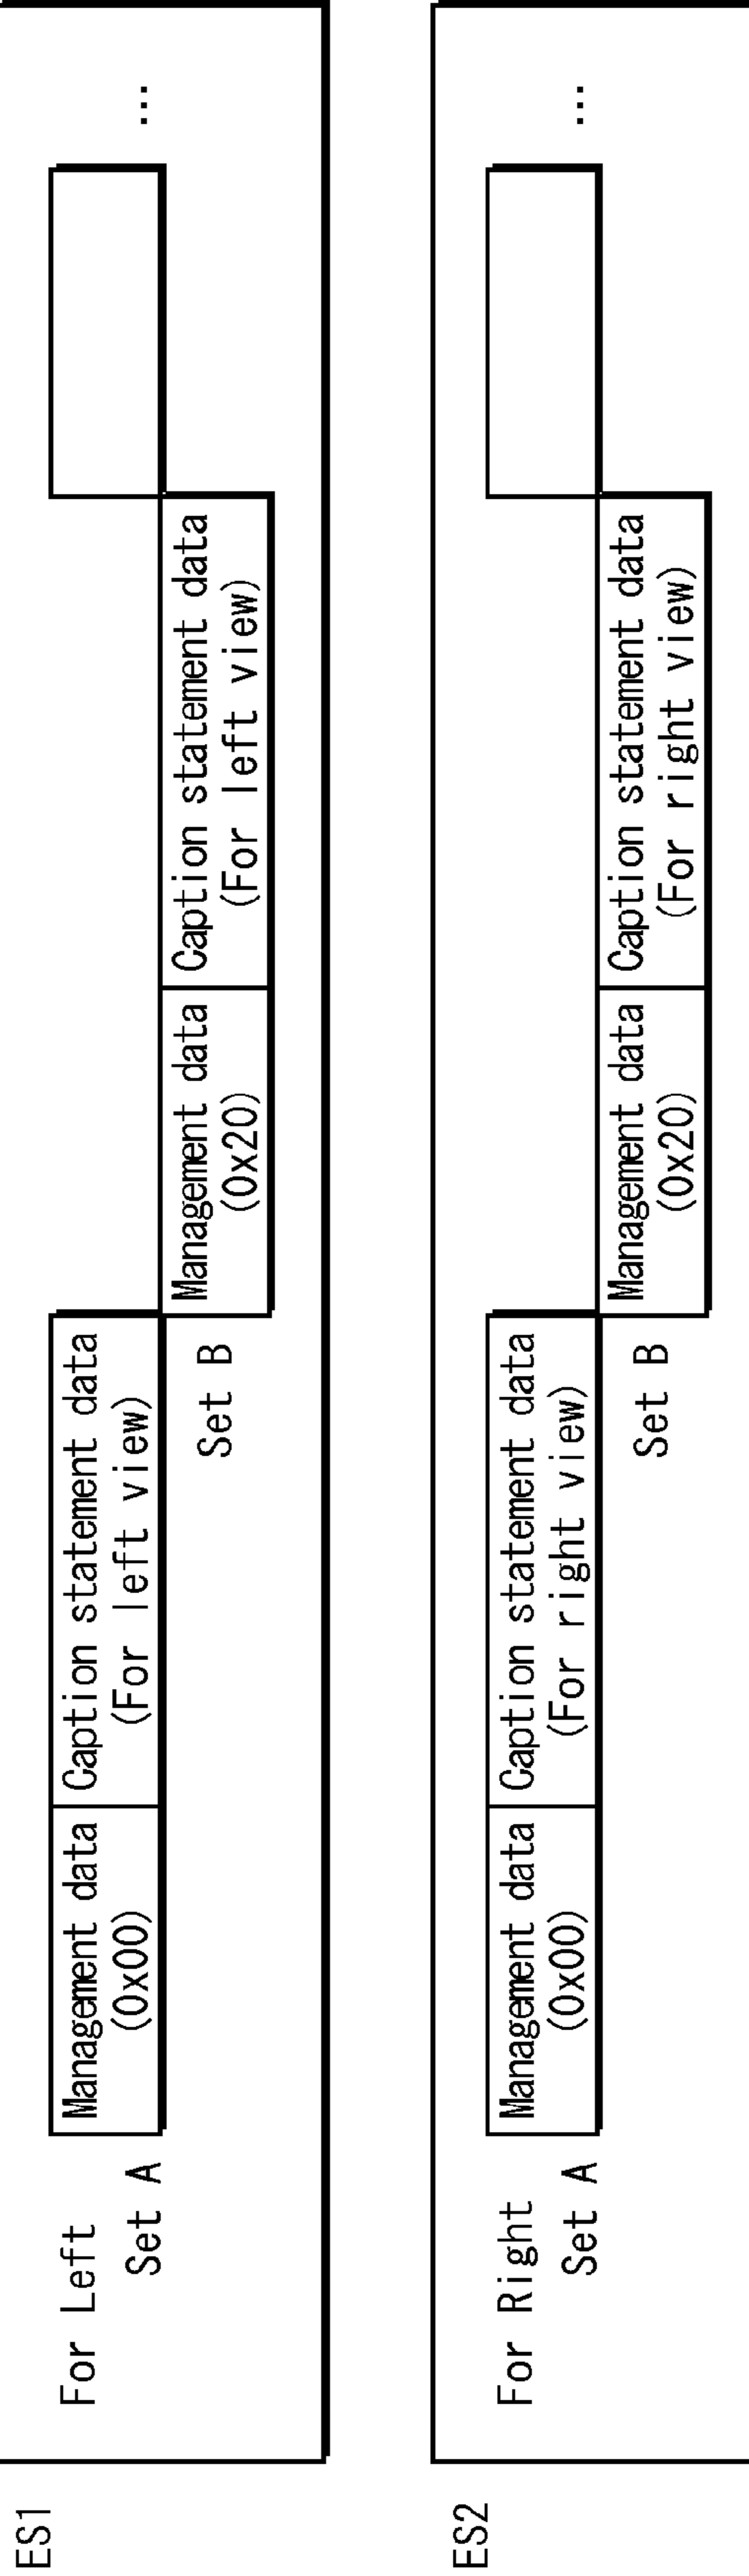 ES1
For Left
Set A
Management data
(0x00)
Caption statement data
(For left view)
Set B
Management data
(0x20)
Caption statement data
(For left view)
...
ES2
For Right
Set A
Management data
(0x00)
Caption statement data
(For right view)
Set B
Management data
(0x20)
Caption statement data
(For right view)
...